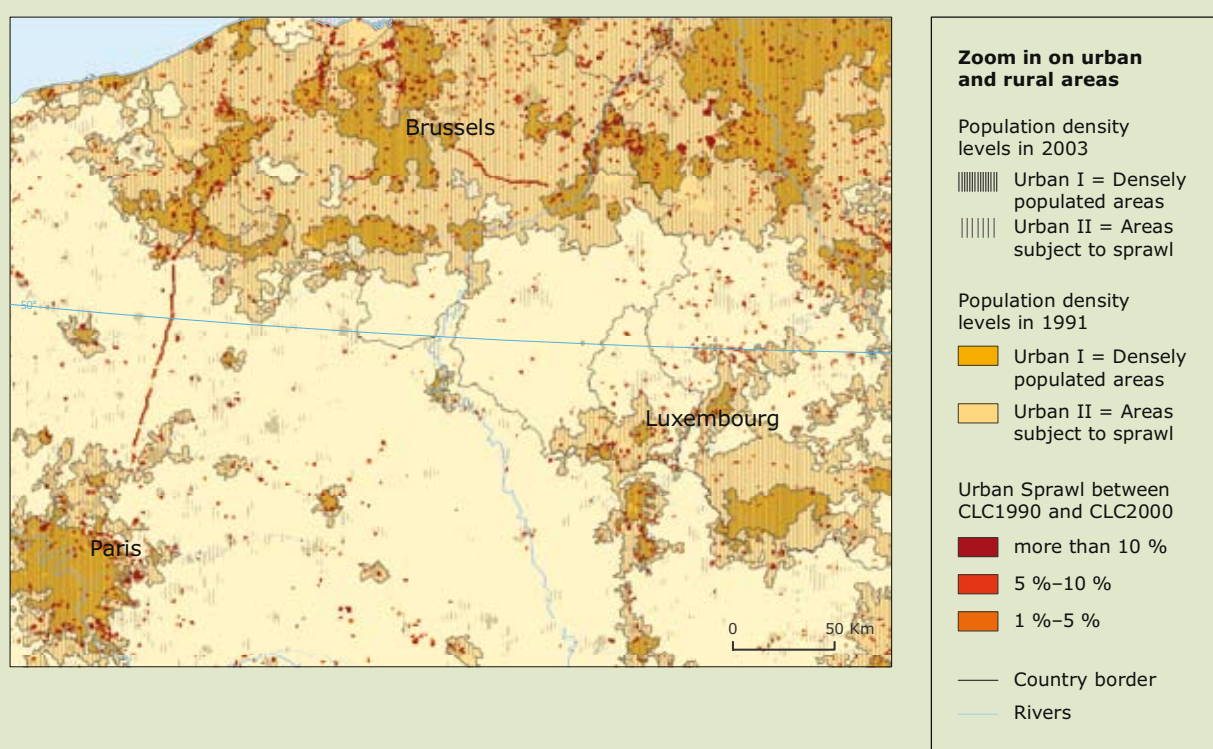 Brussels
50°
Luxembourg
Paris
0 50 Km
Zoom in on urban
and rural areas
Population density
levels in 2003
Urban I = Densely
populated areas
Urban II = Areas
subject to sprawl
Population density
levels in 1991
Urban I = Densely
populated areas
Urban II = Areas
subject to sprawl
Urban Sprawl between
CLC1990 and CLC2000
more than 10 %
5 %–10 %
1 %–5 %
Country border
Rivers